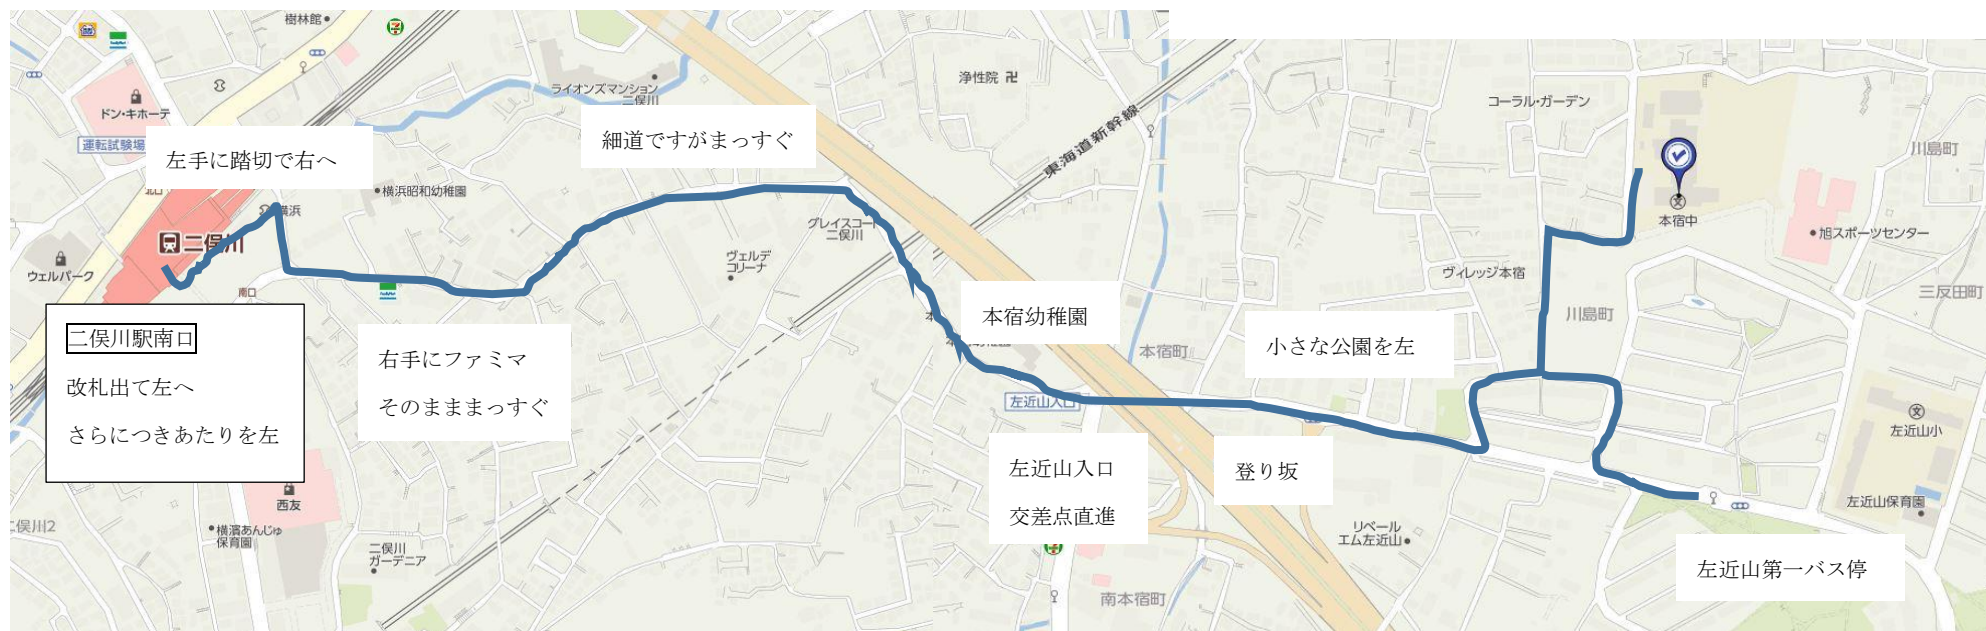 樹林館
ドン・キホーテ
運転試験場
左手に踏切で右へ
ライオンズマンション
二俣川
細道ですがまっすぐ
浄性院
東海道新幹線
コーラル・ガーデン
川島町
本宿中
旭スポーツセンター
横浜昭和幼稚園
横浜
二俣川
ウェルパーク
南口
グレイスコート
二俣川
ヴェルデ
コリーナ
ヴィレッジ本宿
三反田町
川島町
二俣川駅南口
改札出て左へ
さらにつきあたりを左
右手にファミマ
そのまままっすぐ
本宿幼稚園
本宿町
小さな公園を左
左近山入口
左近山入口
交差点直進
登り坂
左近山小
左近山保育園
リベール
エム左近山
左近山第一バス停
西友
俣川2
横濱あんじゅ
保育園
二俣川
ガーデニア
南本宿町